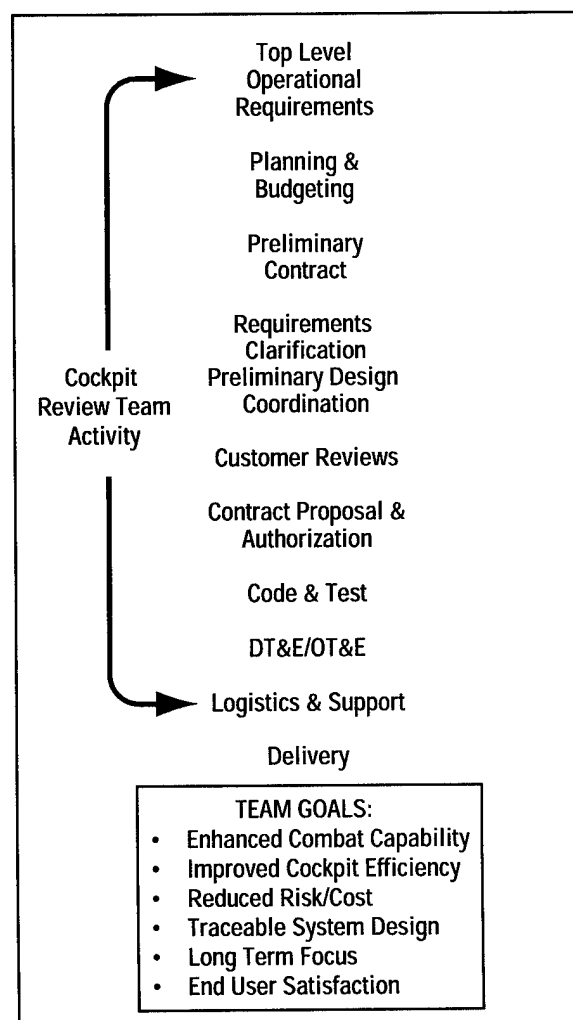 Top Level
Operational
Requirements
Planning &
Budgeting
Preliminary
Contract
Requirements
Clarification
Preliminary Design
Coordination
Cockpit
Review Team
Activity
Customer Reviews
Contract Proposal &
Authorization
Code & Test
DT&E/OT&E
Logistics & Support
Delivery
TEAM GOALS:
• Enhanced Combat Capability
• Improved Cockpit Efficiency
• Reduced Risk/Cost
• Traceable System Design
• Long Term Focus
• End User Satisfaction